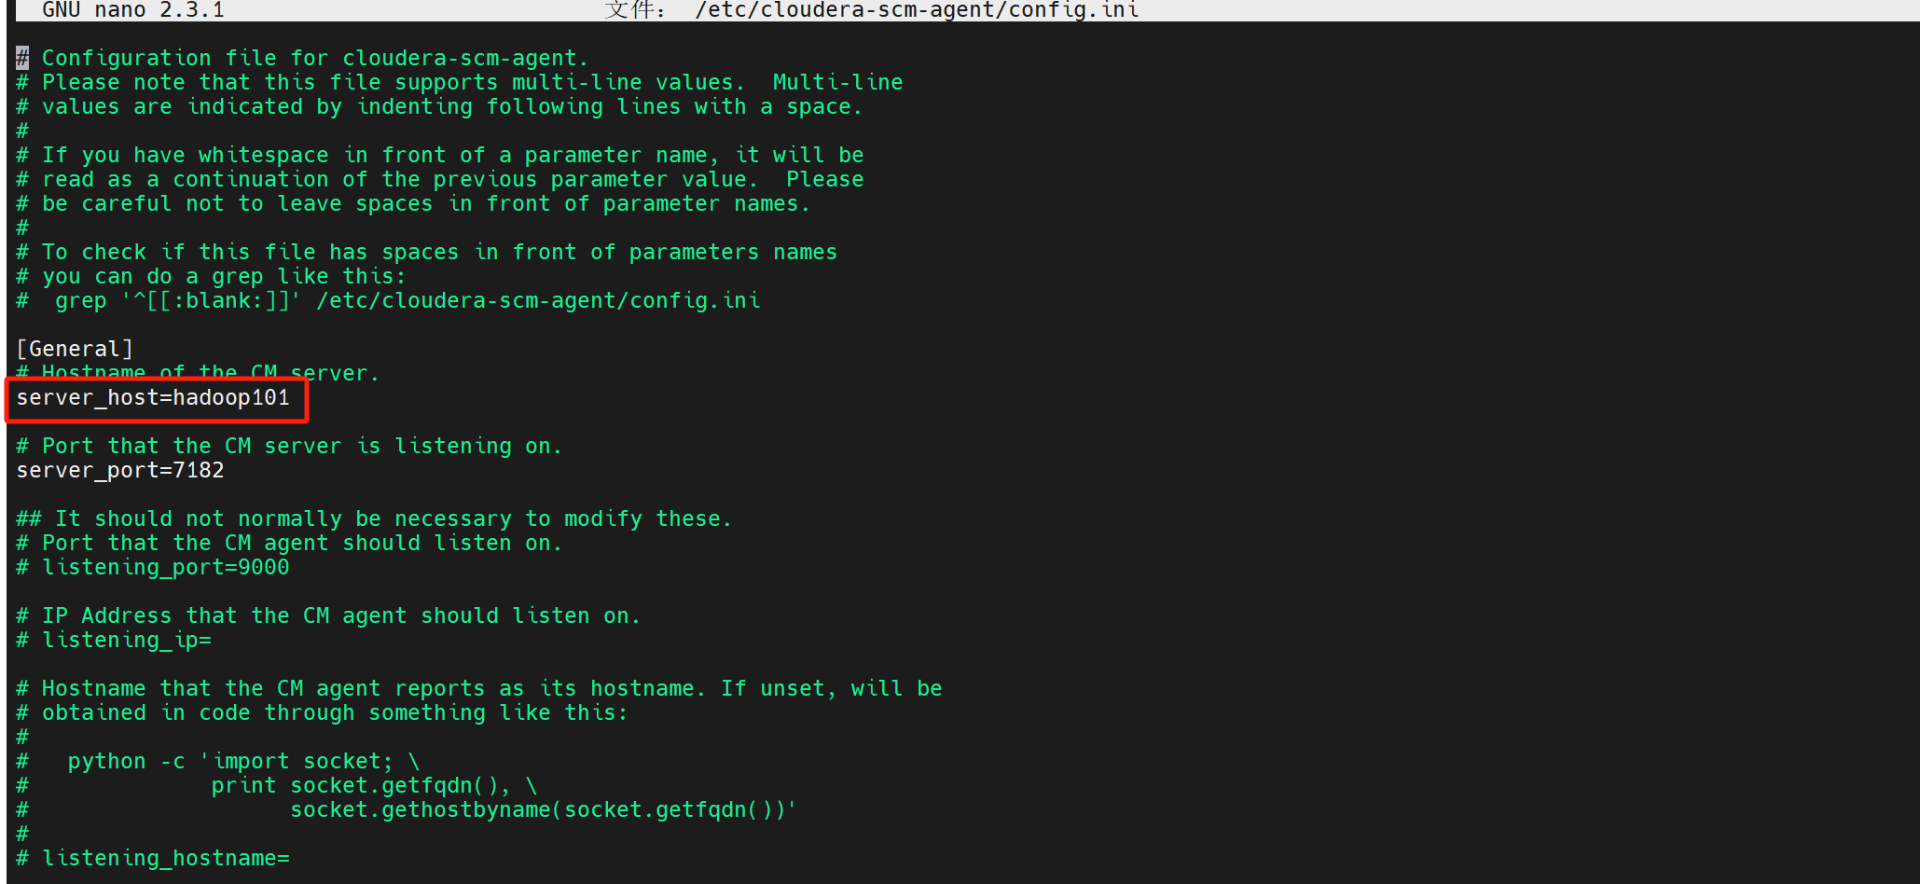 GNU nano 2.3.1 文件: /etc/cloudera-scm-agent/config.ini
# Configuration file for cloudera-scm-agent.
# Please note that this file supports multi-line values.  Multi-line
# values are indicated by indenting following lines with a space.
#
# If you have whitespace in front of a parameter name, it will be
# read as a continuation of the previous parameter value.  Please
# be careful not to leave spaces in front of parameter names.
#
# To check if this file has spaces in front of parameters names
# you can do a grep like this:
#  grep '^[[:blank:]]' /etc/cloudera-scm-agent/config.ini
[General]
# Hostname of the CM server.
server_host=hadoop101
# Port that the CM server is listening on.
server_port=7182
## It should not normally be necessary to modify these.
# Port that the CM agent should listen on.
# listening_port=9000
# IP Address that the CM agent should listen on.
# listening_ip=
# Hostname that the CM agent reports as its hostname. If unset, will be
# obtained in code through something like this:
#
#   python -c 'import socket; \
#              print socket.getfqdn(), \
#                    socket.gethostbyname(socket.getfqdn())'
#
# listening_hostname=